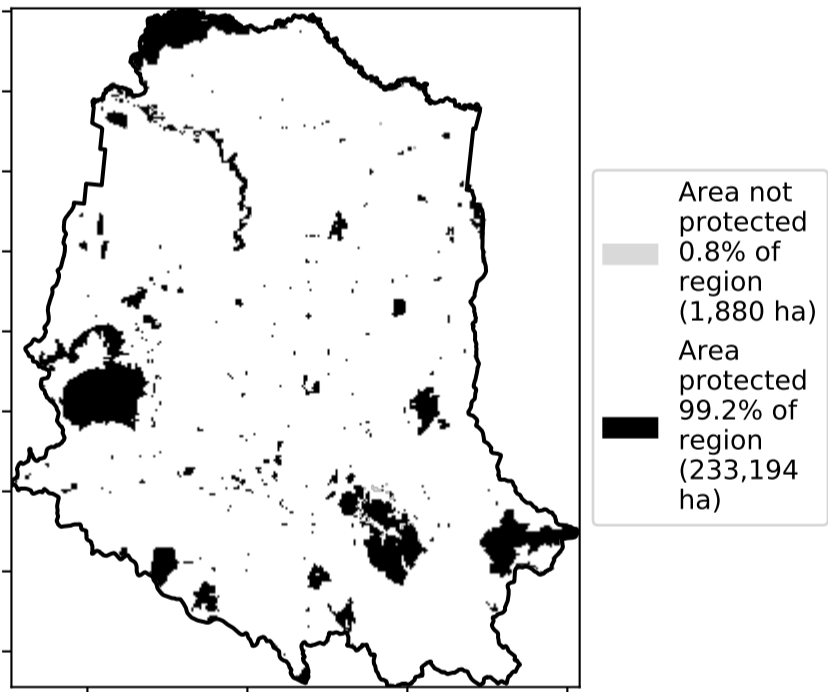 Area not
protected
0.8% of
region
(1,880 ha)
Area
protected
99.2% of
region
(233,194
ha)